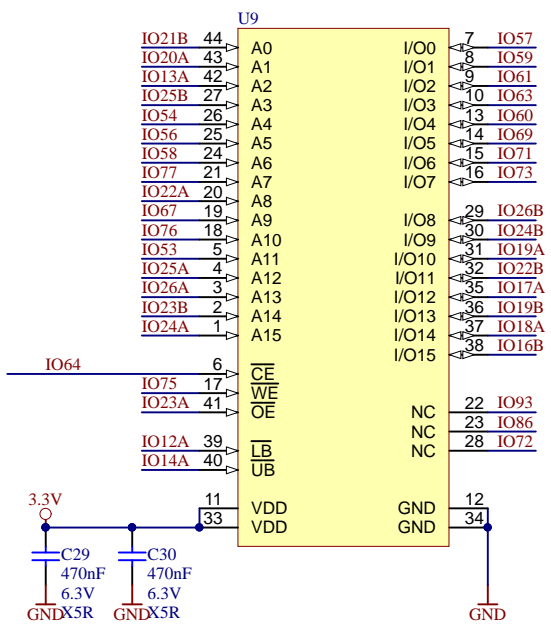 U9
IO21B 44 A0 I/O0 7 IO57
IO20A 43 A1 I/O1 8 IO59
IO13A 42 A2 I/O2 9 IO61
IO25B 27 A3 I/O3 10 IO63
IO54 26 A4 I/O4 13 IO60
IO56 25 A5 I/O5 14 IO69
IO58 24 A6 I/O6 15 IO71
IO77 21 A7 I/O7 16 IO73
IO22A 20 A8
IO67 19 A9 I/O8 29 IO26B
IO76 18 A10 I/O9 30 IO24B
IO53 5 A11 I/O10 31 IO19A
IO25A 4 A12 I/O11 32 IO22B
IO26A 3 A13 I/O12 35 IO17A
IO23B 2 A14 I/O13 36 IO19B
IO24A 1 A15 I/O14 37 IO18A
I/O15 38 IO16B
IO64 6 CE
IO75 17 WE
IO23A 41 OE NC 22 IO93
NC 23 IO86
IO12A 39 LB NC 28 IO72
IO14A 40 UB
3.3V
11 VDD GND 12
33 VDD GND 34
C29 C30
470nF 470nF
6.3V 6.3V
X5R X5R
GND GND GND